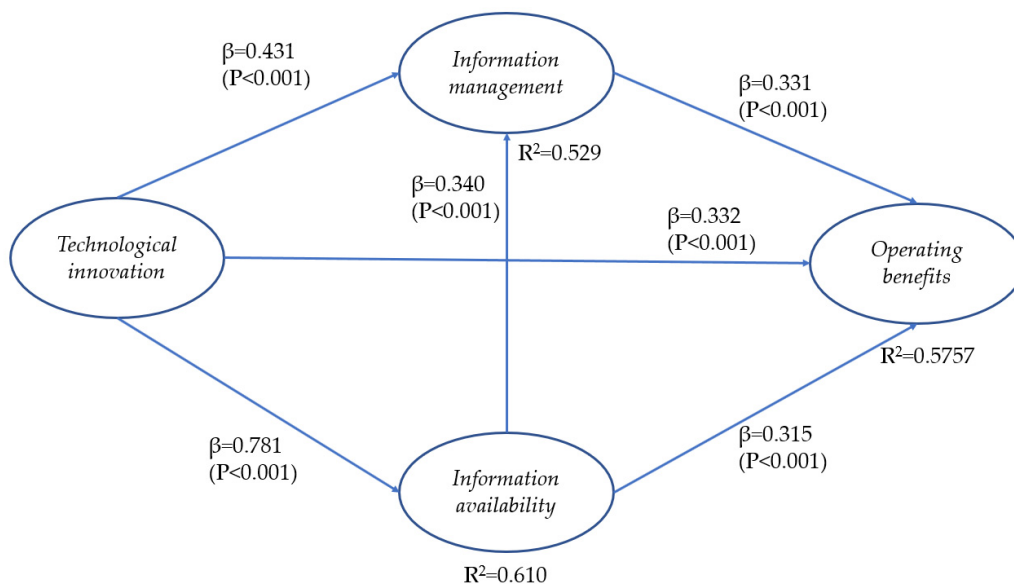 β=0.431
(P<0.001)
Information
management
β=0.331
(P<0.001)
R²=0.529
β=0.340
(P<0.001)
Technological
innovation
β=0.332
(P<0.001)
Operating
benefits
R²=0.5757
β=0.781
(P<0.001)
β=0.315
(P<0.001)
Information
availability
R²=0.610